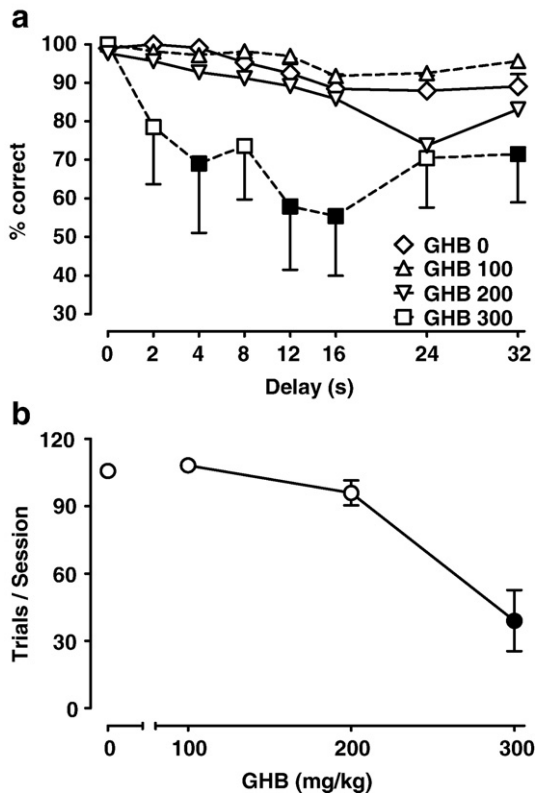 a
100
90
80
70
60
50
40
30
% correct
GHB 0
GHB 100
GHB 200
GHB 300
0 2 4 8 12 16 24 32
Delay (s)
b
120
90
60
30
0
Trials / Session
0 100 200 300
GHB (mg/kg)